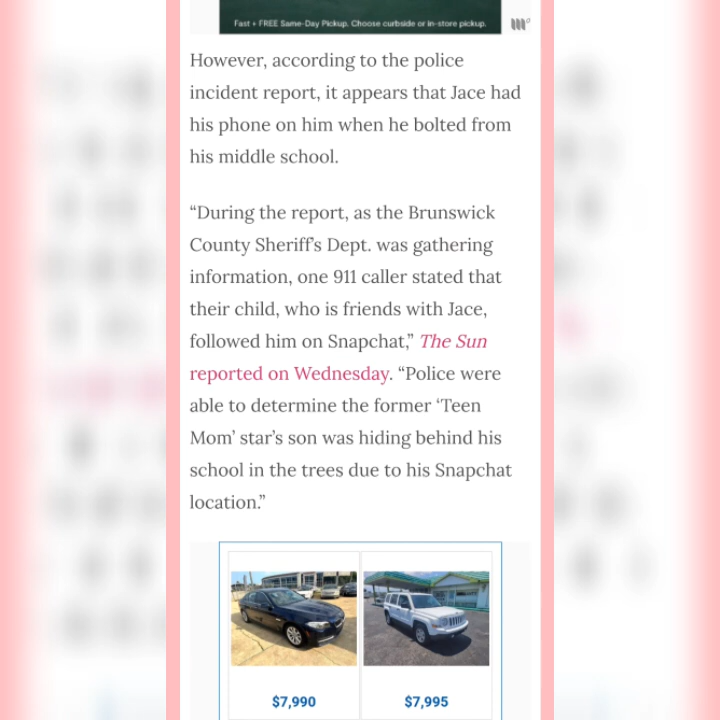 Fast + FREE Same-Day Pickup. Choose curbside or in-store pickup.
However, according to the police
incident report, it appears that Jace had
his phone on him when he bolted from
his middle school.
“During the report, as the Brunswick
County Sheriff’s Dept. was gathering
information, one 911 caller stated that
their child, who is friends with Jace,
followed him on Snapchat,” The Sun
reported on Wednesday. “Police were
able to determine the former ‘Teen
Mom’ star’s son was hiding behind his
school in the trees due to his Snapchat
location.”
$7,990 $7,995